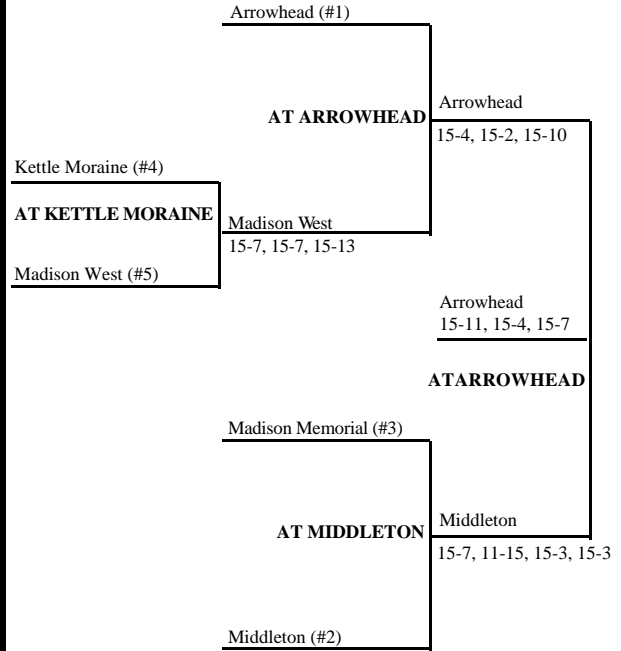 Arrowhead (#1)
AT ARROWHEAD
Arrowhead
15-4, 15-2, 15-10
Kettle Moraine (#4)
AT KETTLE MORAINE
Madison West
15-7, 15-7, 15-13
Madison West (#5)
Arrowhead
15-11, 15-4, 15-7
ATARROWHEAD
Madison Memorial (#3)
AT MIDDLETON
Middleton
15-7, 11-15, 15-3, 15-3
Middleton (#2)